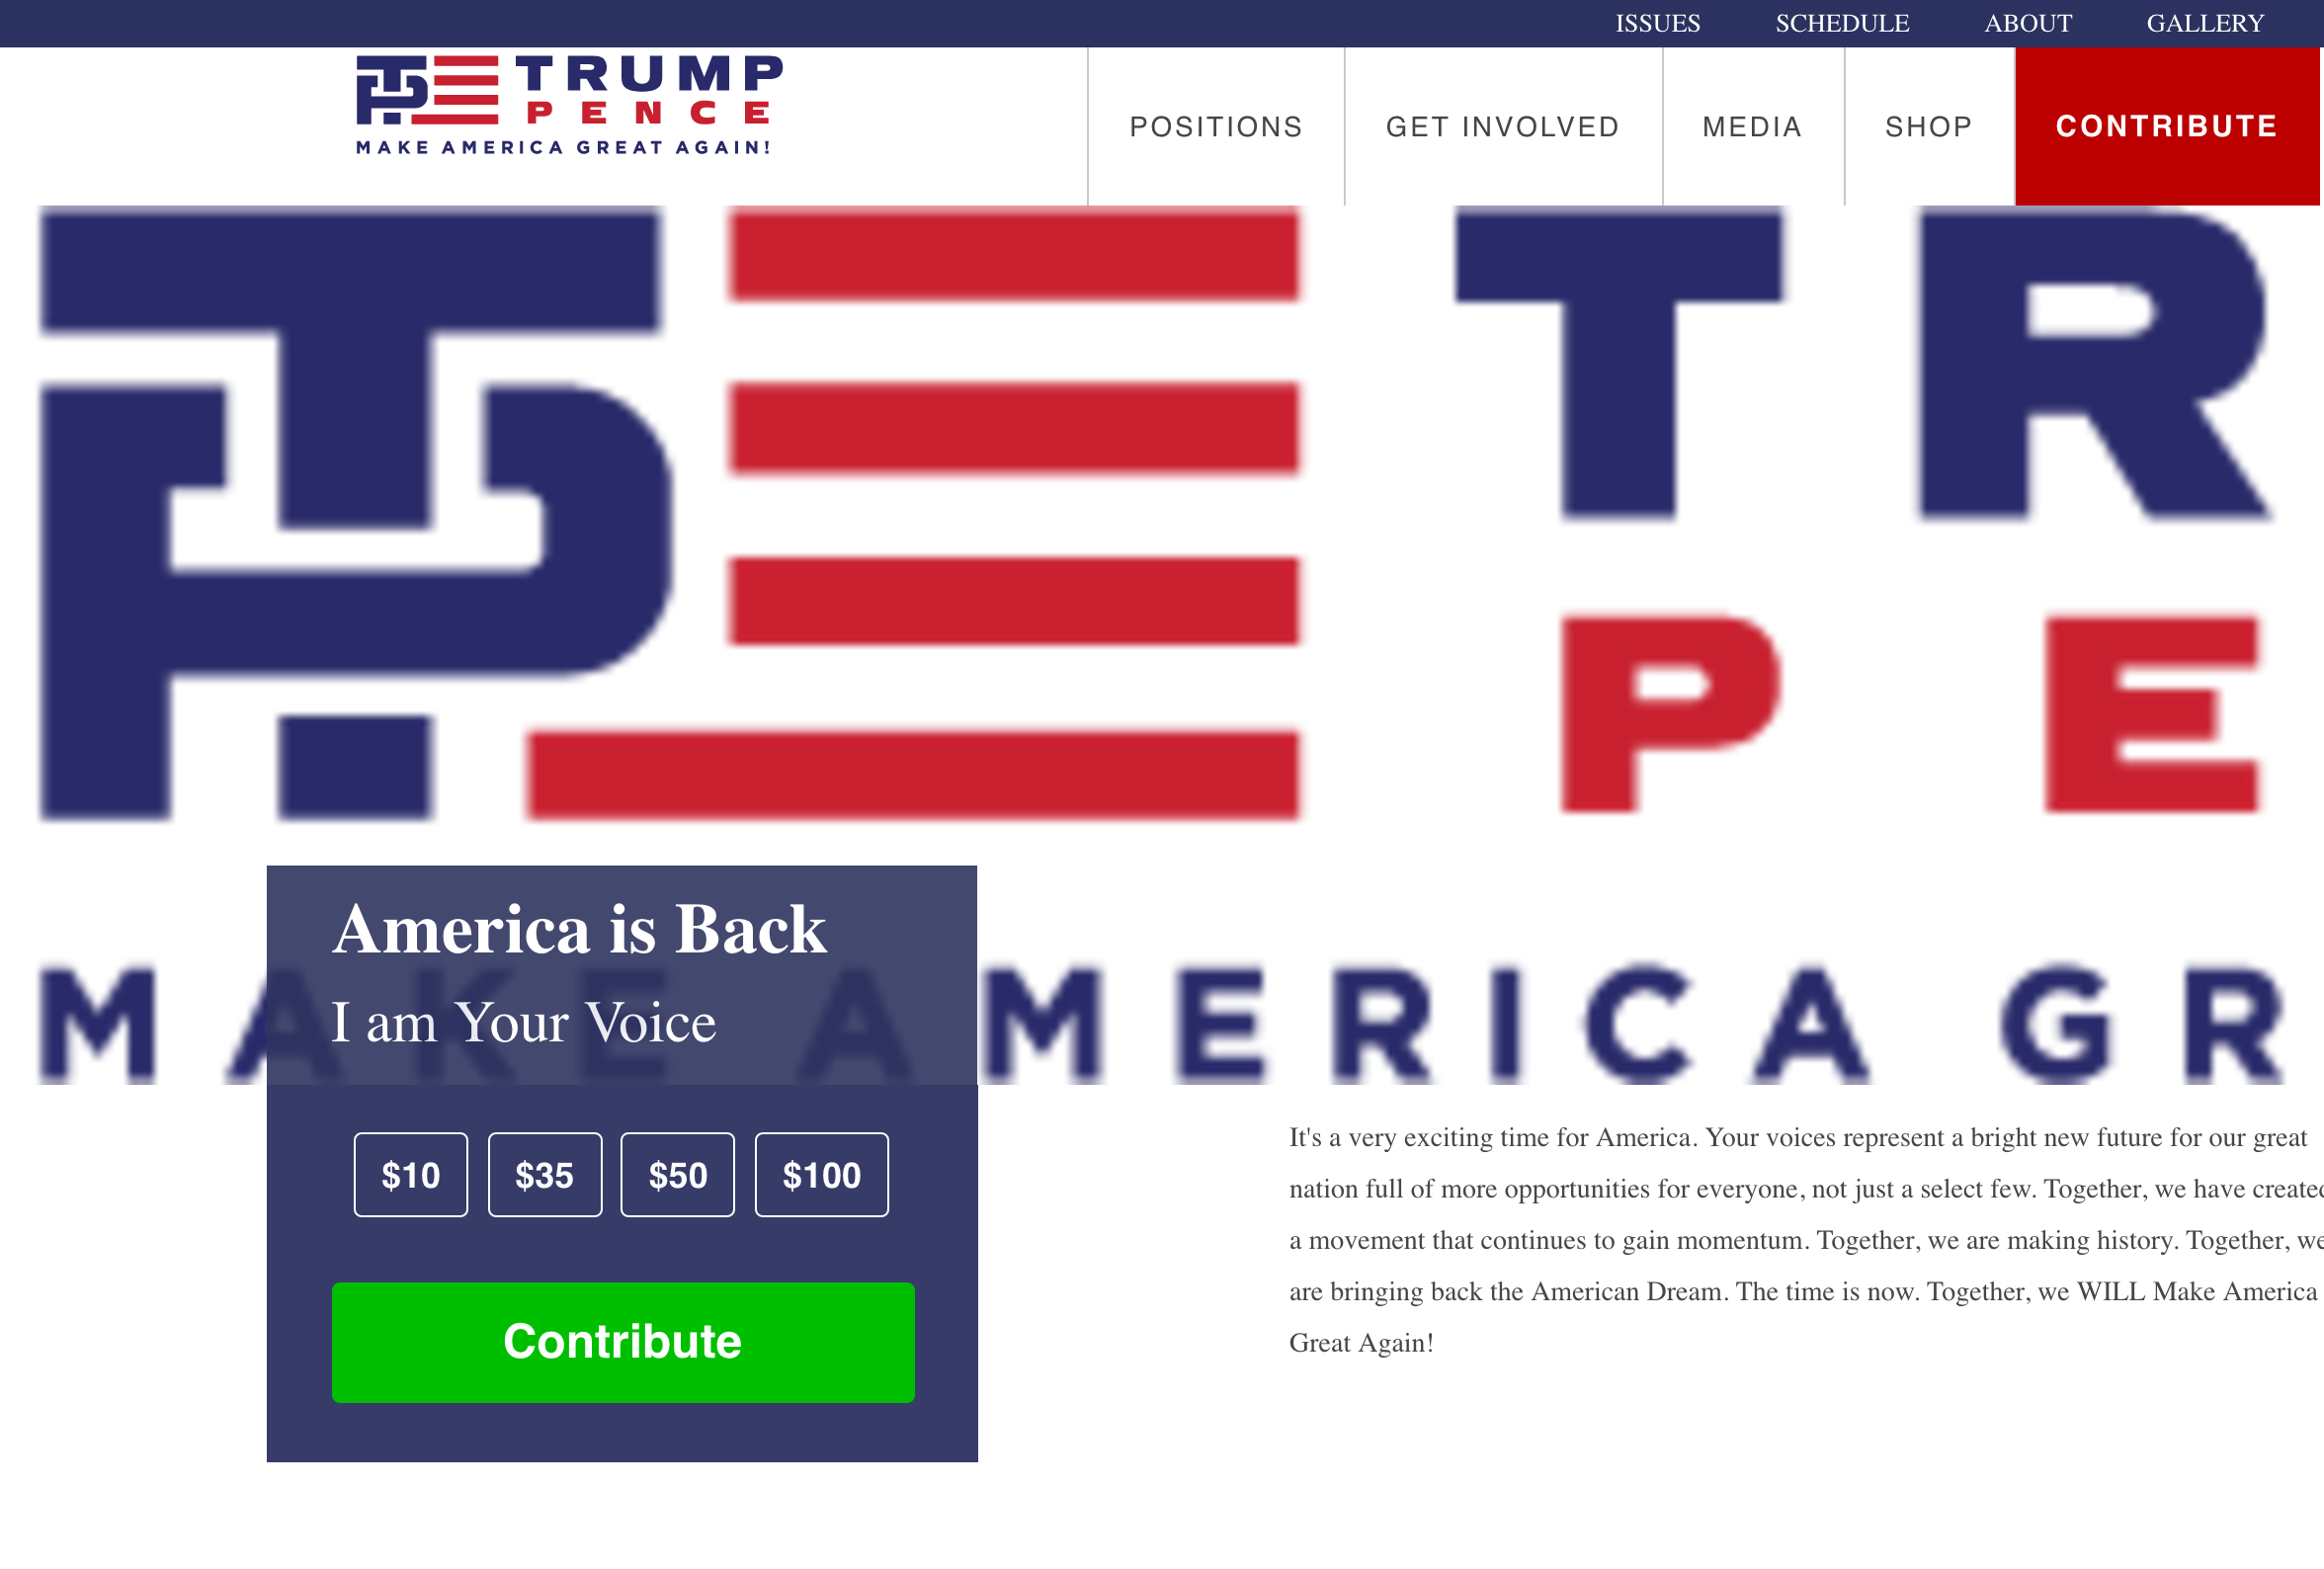 ISSUES SCHEDULE ABOUT GALLERY
TRUMP
PENCE
MAKE AMERICA GREAT AGAIN!
POSITIONS GET INVOLVED MEDIA SHOP CONTRIBUTE
TR
PE
America is Back
MAKE AMERICA GR
I am Your Voice
$10 $35 $50 $100
Contribute
It's a very exciting time for America. Your voices represent a bright new future for our great
nation full of more opportunities for everyone, not just a select few. Together, we have created
a movement that continues to gain momentum. Together, we are making history. Together, we
are bringing back the American Dream. The time is now. Together, we WILL Make America
Great Again!